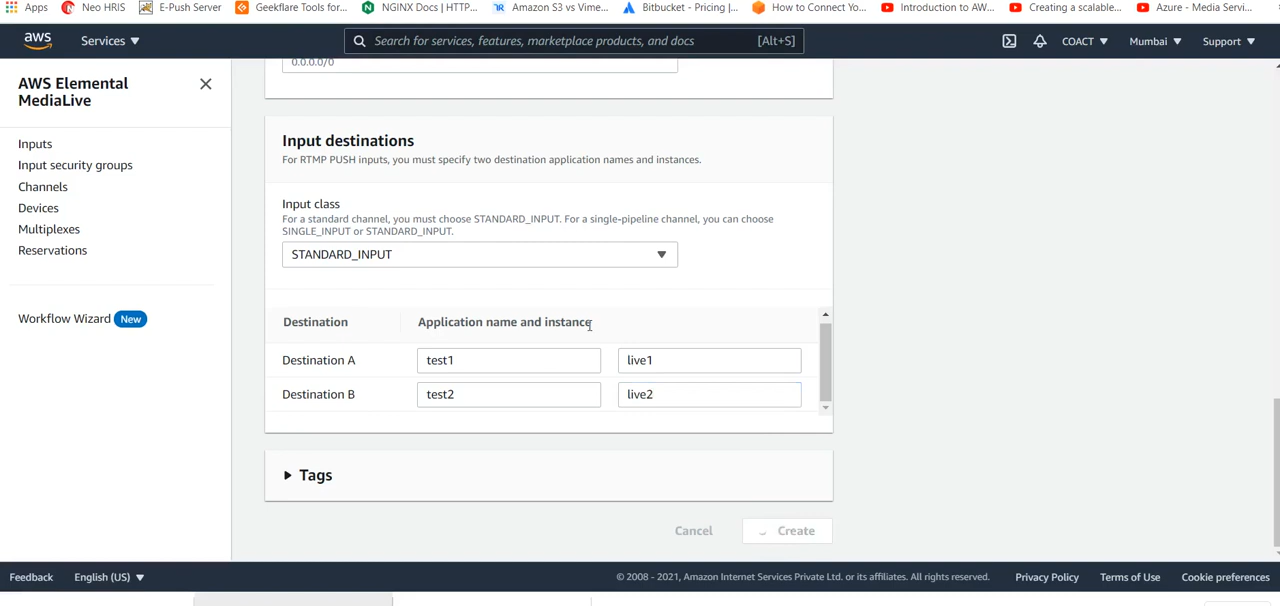 Apps Neo HRIS E-Push Server Geekflare Tools for... NGINX Docs | HTTP... Amazon S3 vs Vime... Bitbucket - Pricing |... How to Connect Yo... Introduction to AW... Creating a scalable... Azure - Media Servi...
aws Services Search for services, features, marketplace products, and docs [Alt+S] COACT Mumbai Support
AWS Elemental
MediaLive
Inputs
Input security groups
Channels
Devices
Multiplexes
Reservations
Workflow Wizard New
0.0.0.0/0
Input destinations
For RTMP PUSH inputs, you must specify two destination application names and instances.
Input class
For a standard channel, you must choose STANDARD_INPUT. For a single-pipeline channel, you can choose
SINGLE_INPUT or STANDARD_INPUT.
STANDARD_INPUT
Destination Application name and instance
Destination A test1 live1
Destination B test2 live2
Tags
Cancel Create
Feedback English (US) © 2008 - 2021, Amazon Internet Services Private Ltd. or its affiliates. All rights reserved. Privacy Policy Terms of Use Cookie preferences